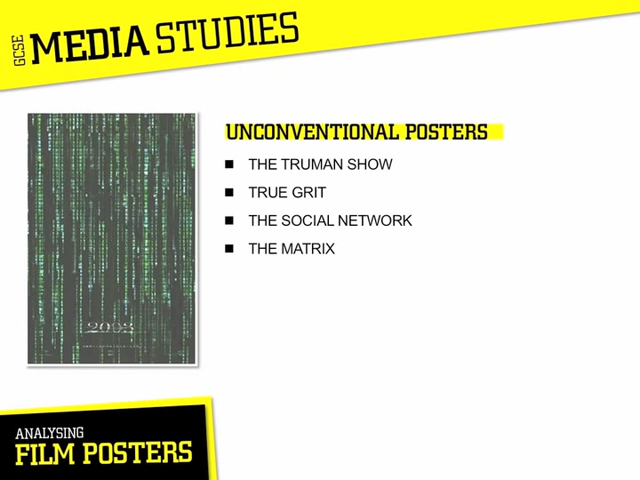 GCSE MEDIA STUDIES
UNCONVENTIONAL POSTERS
THE TRUMAN SHOW
TRUE GRIT
THE SOCIAL NETWORK
THE MATRIX
2003
ANALYSING
FILM POSTERS